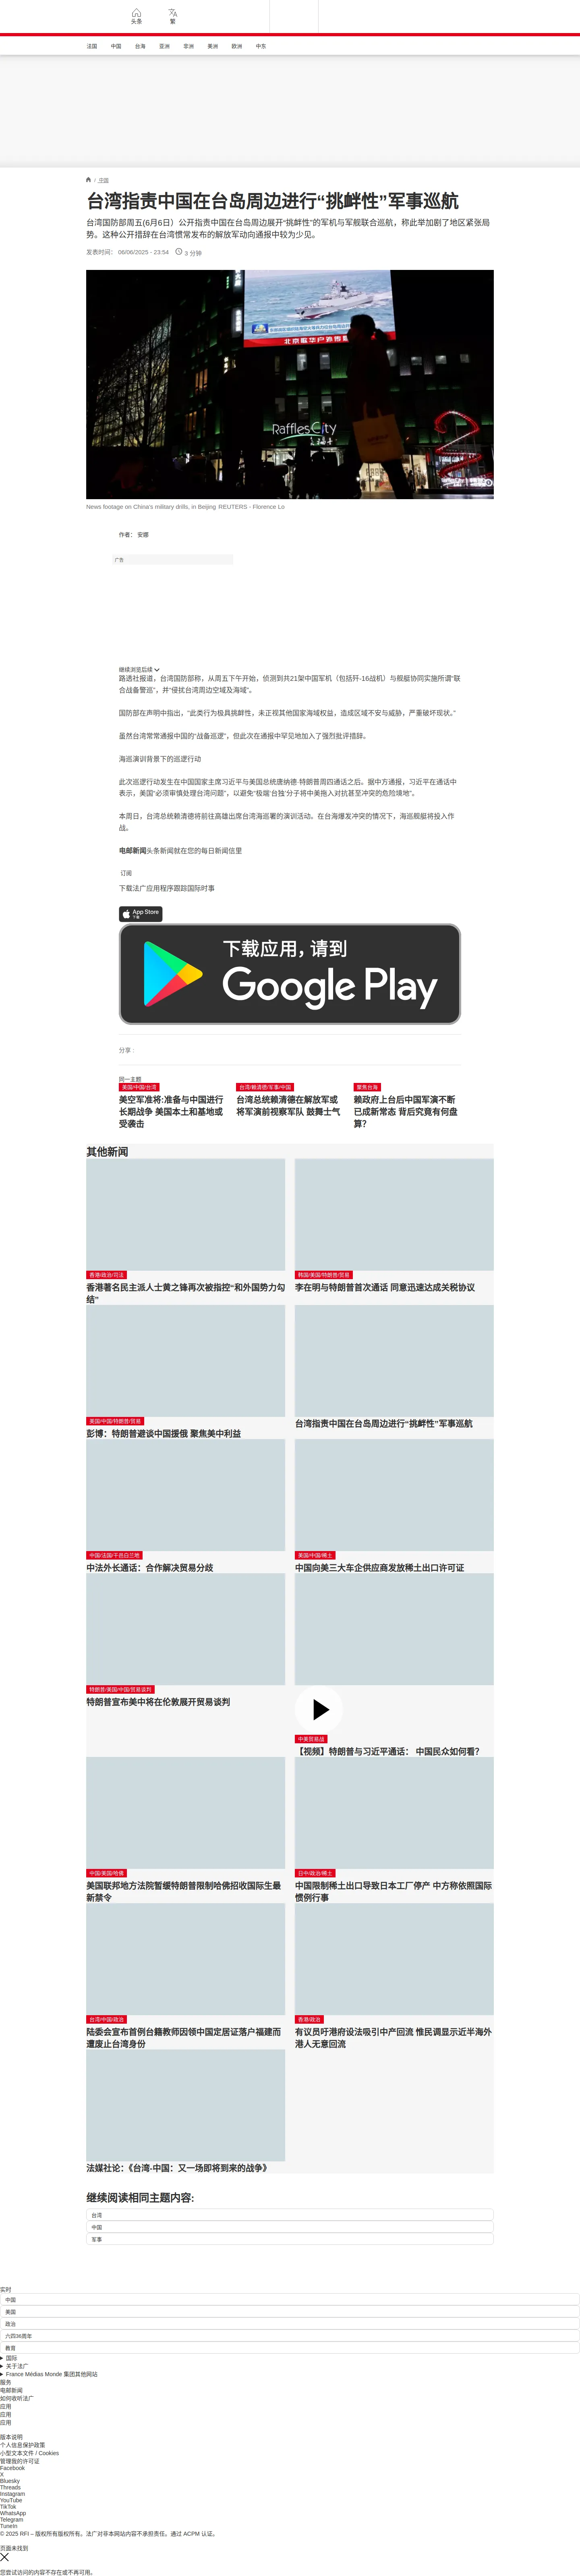 头条
繁
法国 中国 台海 亚洲 非洲 美洲 欧洲 中东
/ 中国
台湾指责中国在台岛周边进行“挑衅性”军事巡航
台湾国防部周五(6月6日）公开指责中国在台岛周边展开“挑衅性”的军机与军舰联合巡航，称此举加剧了地区紧张局
势。这种公开措辞在台湾惯常发布的解放军动向通报中较为少见。
发表时间： 06/06/2025 - 23:54 3 分钟
北京歌华户外传媒
RafflesCity
News footage on China's military drills, in Beijing REUTERS - Florence Lo
作者： 安娜
广告
继续浏览后续
路透社报道，台湾国防部称，从周五下午开始，侦测到共21架中国军机（包括歼-16战机）与舰艇协同实施所谓“联
合战备警巡”，并“侵扰台湾周边空域及海域”。
国防部在声明中指出，“此类行为极具挑衅性，未正视其他国家海域权益，造成区域不安与威胁，严重破坏现状。”
虽然台湾常常通报中国的“战备巡逻”，但此次在通报中罕见地加入了强烈批评措辞。
海巡演训背景下的巡逻行动
此次巡逻行动发生在中国国家主席习近平与美国总统唐纳德·特朗普周四通话之后。据中方通报，习近平在通话中
表示，美国“必须审慎处理台湾问题”，以避免“极端‘台独’分子将中美拖入对抗甚至冲突的危险境地”。
本周日，台湾总统赖清德将前往高雄出席台湾海巡署的演训活动。在台海爆发冲突的情况下，海巡舰艇将投入作
战。
电邮新闻头条新闻就在您的每日新闻信里
订阅
下载法广应用程序跟踪国际时事
App Store
下载
下载应用，请到
Google Play
分享 :
同一主题
美国/中国/台湾
美空军准将:准备与中国进行
长期战争 美国本土和基地或
受袭击
台湾/赖清德/军事/中国
台湾总统赖清德在解放军或
将军演前视察军队 鼓舞士气
聚焦台海
赖政府上台后中国军演不断
已成新常态 背后究竟有何盘
算？
其他新闻
香港/政治/司法
香港著名民主派人士黄之锋再次被指控“和外国势力勾
结”
韩国/美国/特朗普/贸易
李在明与特朗普首次通话 同意迅速达成关税协议
美国/中国/特朗普/贸易
彭博：特朗普避谈中国援俄 聚焦美中利益
台湾指责中国在台岛周边进行“挑衅性”军事巡航
中国/法国/干邑白兰地
中法外长通话：合作解决贸易分歧
美国/中国/稀土
中国向美三大车企供应商发放稀土出口许可证
特朗普/美国/中国/贸易谈判
特朗普宣布美中将在伦敦展开贸易谈判
中美贸易战
【视频】特朗普与习近平通话： 中国民众如何看？
中国/美国/哈佛
美国联邦地方法院暂缓特朗普限制哈佛招收国际生最
新禁令
日中/政治/稀土
中国限制稀土出口导致日本工厂停产 中方称依照国际
惯例行事
台湾/中国/政治
陆委会宣布首例台籍教师因领中国定居证落户福建而
遭废止台湾身份
香港/政治
有议员吁港府设法吸引中产回流 惟民调显示近半海外
港人无意回流
法媒社论：《台湾-中国：又一场即将到来的战争》
继续阅读相同主题内容:
台湾
中国
军事
实时
中国
美国
政治
六四36周年
教育
国际
关于法广
France Médias Monde 集团其他网站
服务
电邮新闻
如何收听法广
应用
应用
应用
版本说明
个人信息保护政策
小型文本文件 / Cookies
管理我的许可证
Facebook
X
Bluesky
Threads
Instagram
YouTube
TikTok
WhatsApp
Telegram
TuneIn
© 2025 RFI – 版权所有版权所有。法广对非本网站内容不承担责任。通过 ACPM 认证。
页面未找到
您尝试访问的内容不存在或不再可用。